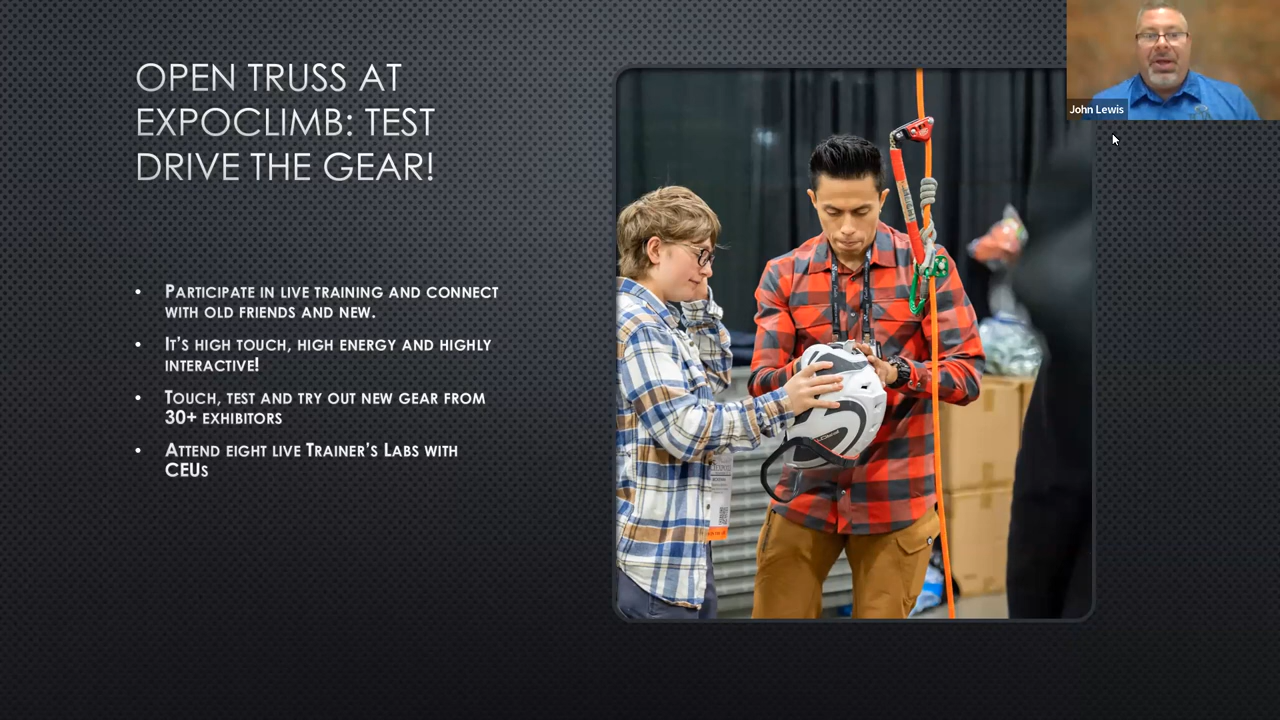 OPEN TRUSS AT
EXPOCLIMB: TEST
DRIVE THE GEAR!
• PARTICIPATE IN LIVE TRAINING AND CONNECT
WITH OLD FRIENDS AND NEW.
• IT'S HIGH TOUCH, HIGH ENERGY AND HIGHLY
INTERACTIVE!
• TOUCH, TEST AND TRY OUT NEW GEAR FROM
30+ EXHIBITORS
• ATTEND EIGHT LIVE TRAINER'S LABS WITH
CEUS
John Lewis